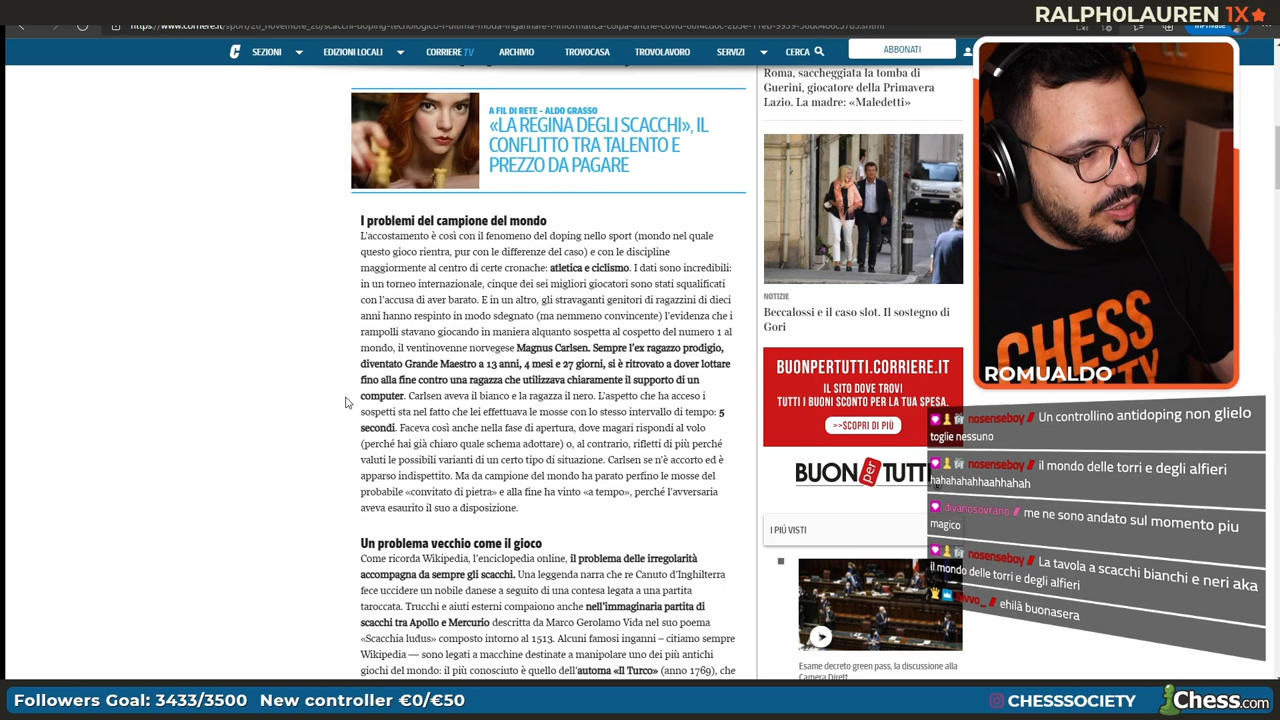 RALPH0LAUREN 1X
SEZIONI
EDIZIONI LOCALI
CORRIERE TV
ARCHIVIO
TROVOCASA
TROVOLAVORO
SERVIZI
CERCA
ABBONATI
A FIL DI RETE - ALDO GRASSO
«LA REGINA DEGLI SCACCHI», IL
CONFLITTO TRA TALENTO E
PREZZO DA PAGARE
I problemi del campione del mondo
L'accostamento è così con il fenomeno del doping nello sport (mondo nel quale
questo gioco rientra, pur con le differenze del caso) e con le discipline
maggiormente al centro di certe cronache: atletica e ciclismo. I dati sono incredibili:
in un torneo internazionale, cinque dei sei migliori giocatori sono stati squalificati
con l'accusa di aver barato. E in un altro, gli stravaganti genitori di ragazzini di dieci
anni hanno respinto in modo sdegnato (ma nemmeno convincente) l'evidenza che i
rampolli stavano giocando in maniera alquanto sospetta al cospetto del numero 1 al
mondo, il ventinovenne norvegese Magnus Carlsen. Sempre l'ex ragazzo prodigio,
diventato Grande Maestro a 13 anni, 4 mesi e 27 giorni, si è ritrovato a dover lottare
fino alla fine contro una ragazza che utilizzava chiaramente il supporto di un
computer. Carlsen aveva il bianco e la ragazza il nero. L'aspetto che ha acceso i
sospetti sta nel fatto che lei effettuava le mosse con lo stesso intervallo di tempo: 5
secondi. Faceva così anche nella fase di apertura, dove magari rispondi al volo
(perché hai già chiaro quale schema adottare) o, al contrario, rifletti di più perché
valuti le possibili varianti di un certo tipo di situazione. Carlsen se n'è accorto ed è
apparso indispettito. Ma da campione del mondo ha parato perfino le mosse del
probabile «convitato di pietra» e alla fine ha vinto «a tempo», perché l'avversaria
aveva esaurito il suo a disposizione.
Un problema vecchio come il gioco
Come ricorda Wikipedia, l'enciclopedia online, il problema delle irregolarità
accompagna da sempre gli scacchi. Una leggenda narra che re Canuto d'Inghilterra
fece uccidere un nobile danese a seguito di una contesa legata a una partita
taroccata. Trucchi e aiuti esterni compaiono anche nell'immaginaria partita di
scacchi tra Apollo e Mercurio descritta da Marco Gerolamo Vida nel suo poema
«Scacchia ludus» composto intorno al 1513. Alcuni famosi inganni – citiamo sempre
Wikipedia — sono legati a macchine destinate a manipolare uno dei più antichi
giochi del mondo: il più conosciuto è quello dell'automa «Il Turco» (anno 1769), che
Roma, saccheggiata la tomba di
Guerini, giocatore della Primavera
Lazio. La madre: «Maledetti»
NOTIZIE
Beccalossi e il caso slot. Il sostegno di
Gori
BUONPERTUTTI.CORRIERE.IT
IL SITO DOVE TROVI
TUTTI I BUONI SCONTO PER LA TUA SPESA.
>>SCOPRI DI PIÙ
BUON per TUTTI
I PIÙ VISTI
Esame decreto green pass, la discussione alla
CHESS
ROMUALDO
nosenseboy Un controllino antidoping non glielo
toglie nessuno
nosenseboy il mondo delle torri e degli alfieri
hahahahahhaahhahah
divanosovrano me ne sono andato sul momento piú
magico
nosenseboy La tavola a scacchi bianchi e neri aka
il mondo delle torri e degli alfieri
ehilà buonasera
Followers Goal: 3433/3500 New controller €0/€50
CHESSSOCIETY
Chess.com